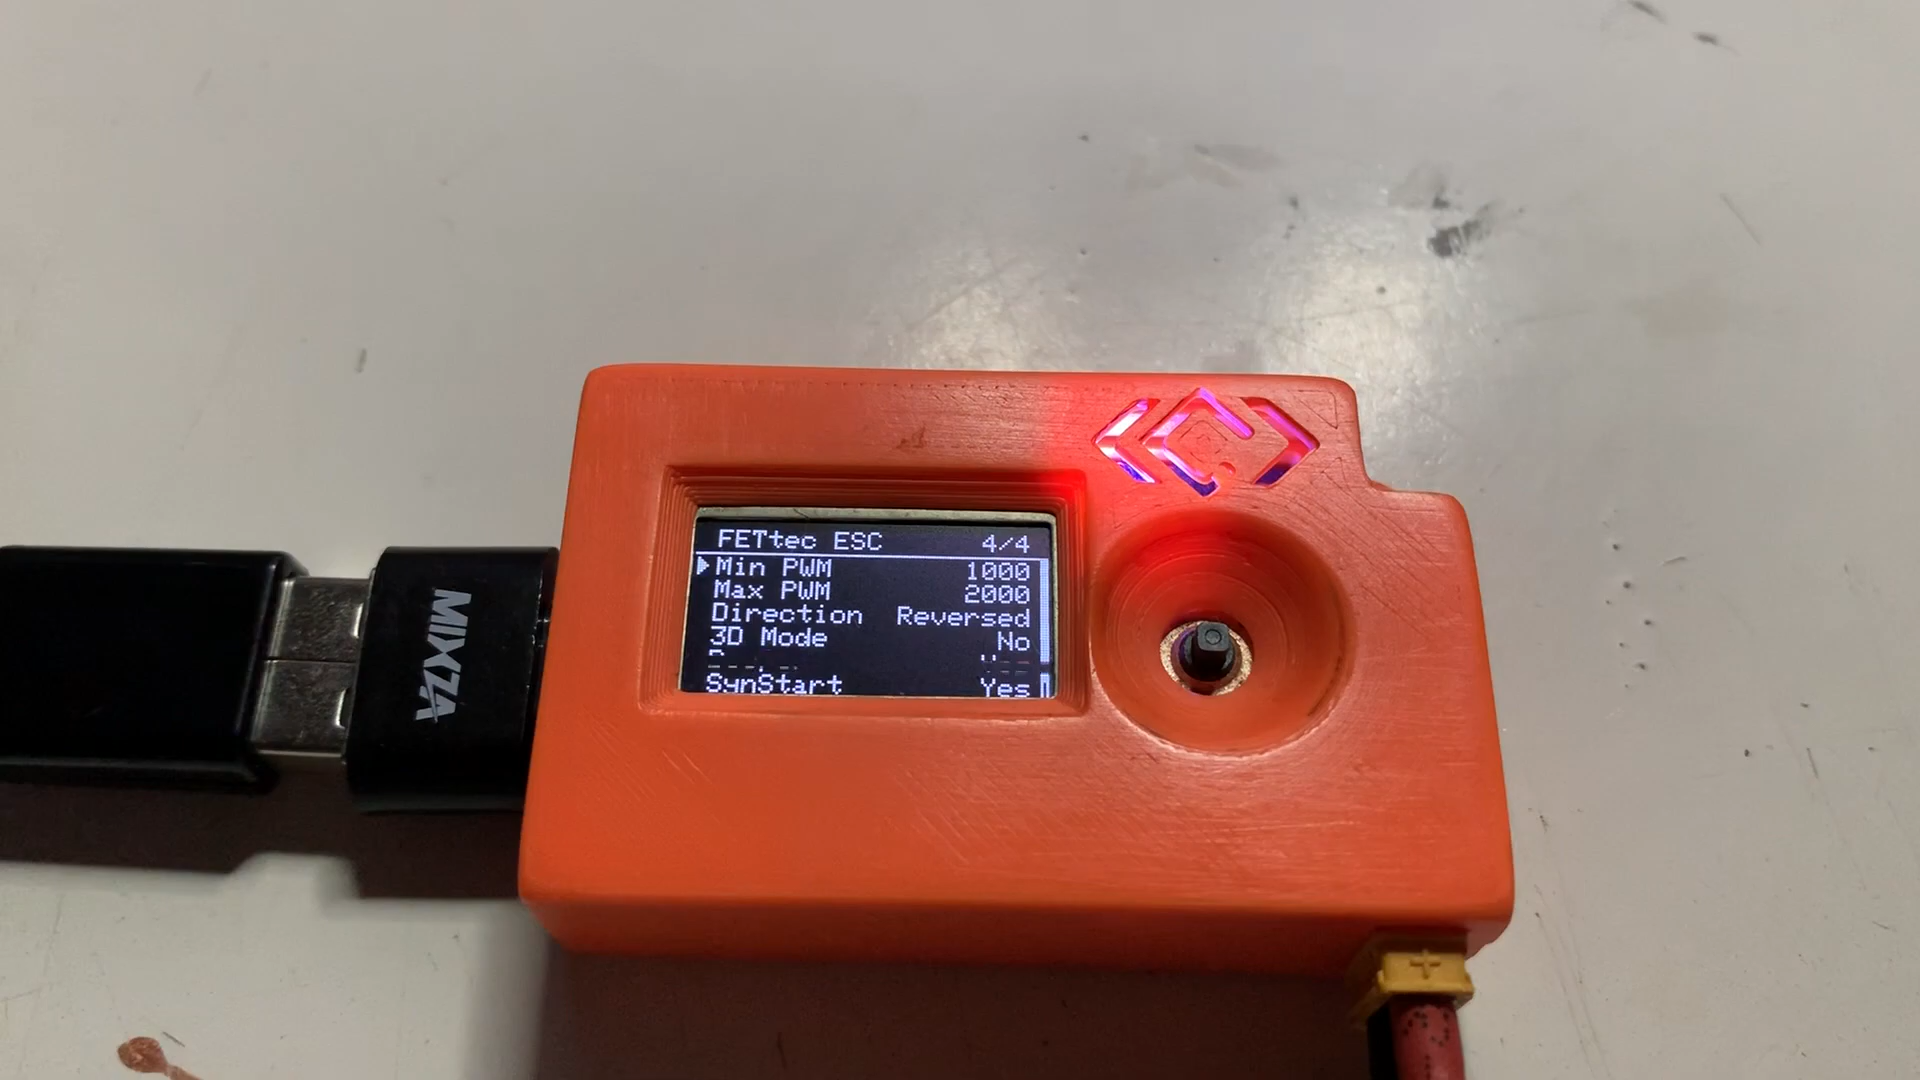 FETtec ESC 4/4
Min PWM 1000
Max PWM 2000
Direction Reversed
3D Mode No
SynStart Yes
MIXZA
+